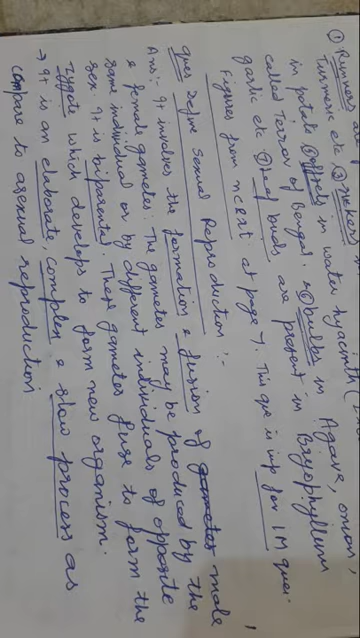 ① Runners are
Turmeric etc ③ Tubers
in potato ④ offsets in water hyacinth (
called Terror of Bengal. ⑤ bulbs in Agave, onion,
garlic etc ⑥ Leaf buds are present in Bryophyllum
Figures from ncert at page 7. This que is imp for 1M ques.
ques Define Sexual Reproduction :-
Ans:- It involves the formation & fusion of male
& female gametes. The gametes may be produced by the
same individual or by different individuals of opposite
sex. It is biparental. These gametes fuse to form the
zygote which develops to form new organism.
→ It is an elaborate, complex & slow process as
compare to asexual reproduction